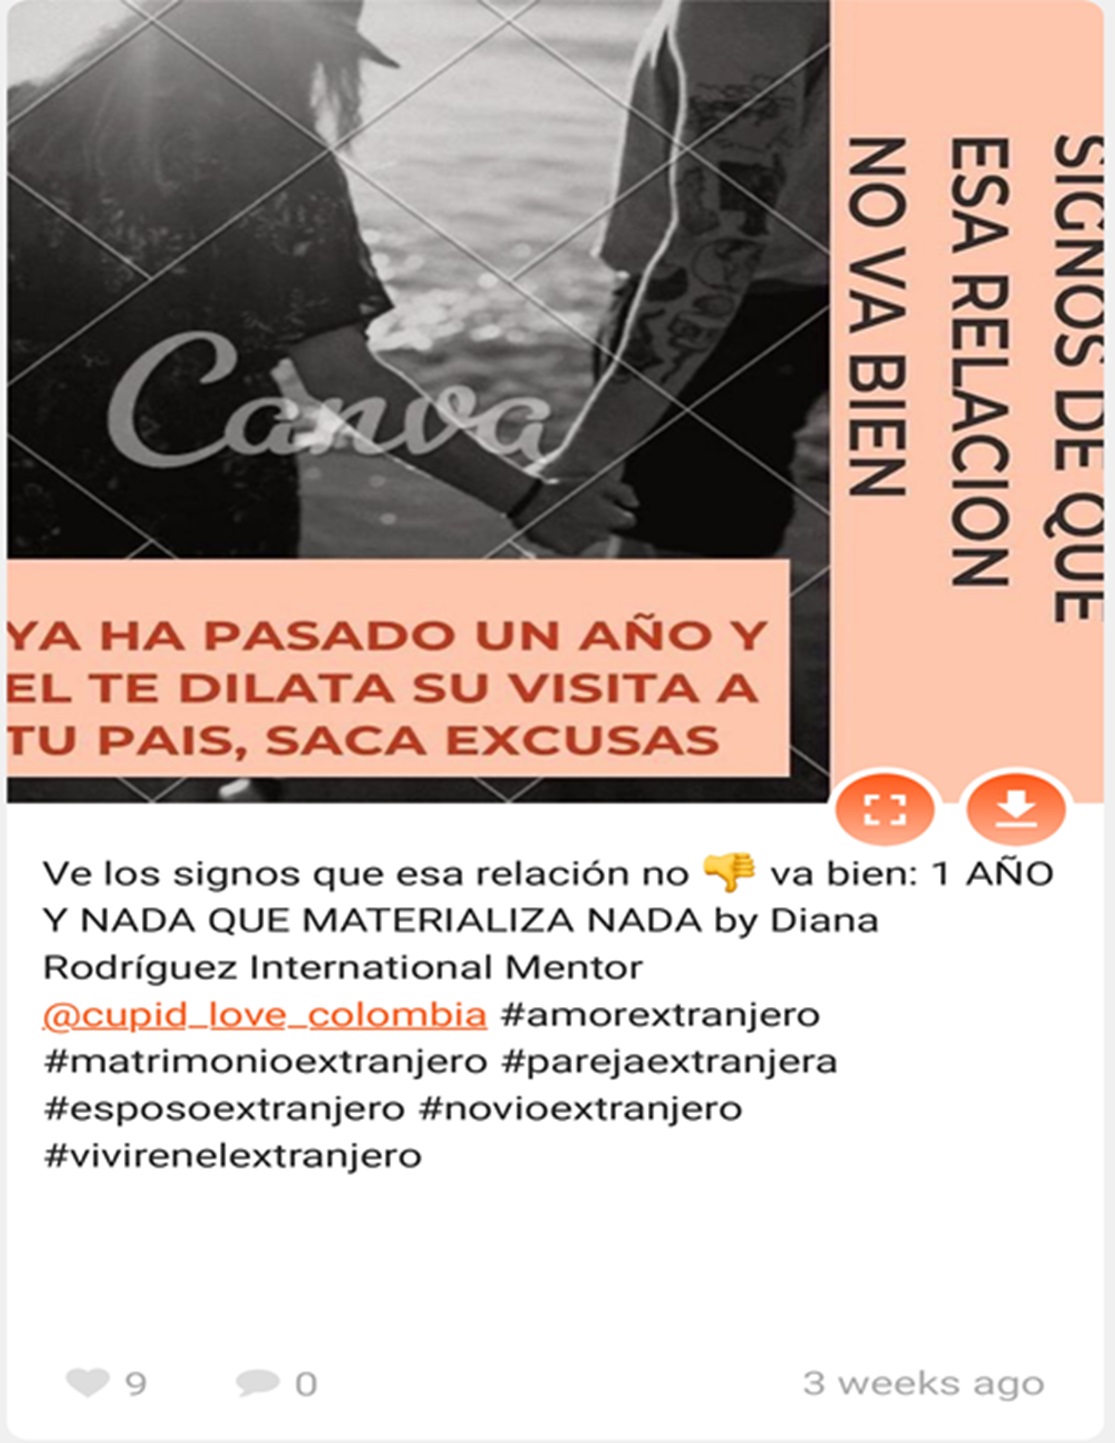 SIGNOS DE QUE
ESA RELACION
NO VA BIEN
Canva
YA HA PASADO UN AÑO Y
EL TE DILATA SU VISITA A
TU PAIS, SACA EXCUSAS
Ve los signos que esa relación no 👎 va bien: 1 AÑO
Y NADA QUE MATERIALIZA NADA by Diana
Rodríguez International Mentor
@cupid_love_colombia #amorextranjero
#matrimonioextranjero #parejaextranjera
#esposoextranjero #novioextranjero
#vivirenelextranjero
9 0 3 weeks ago